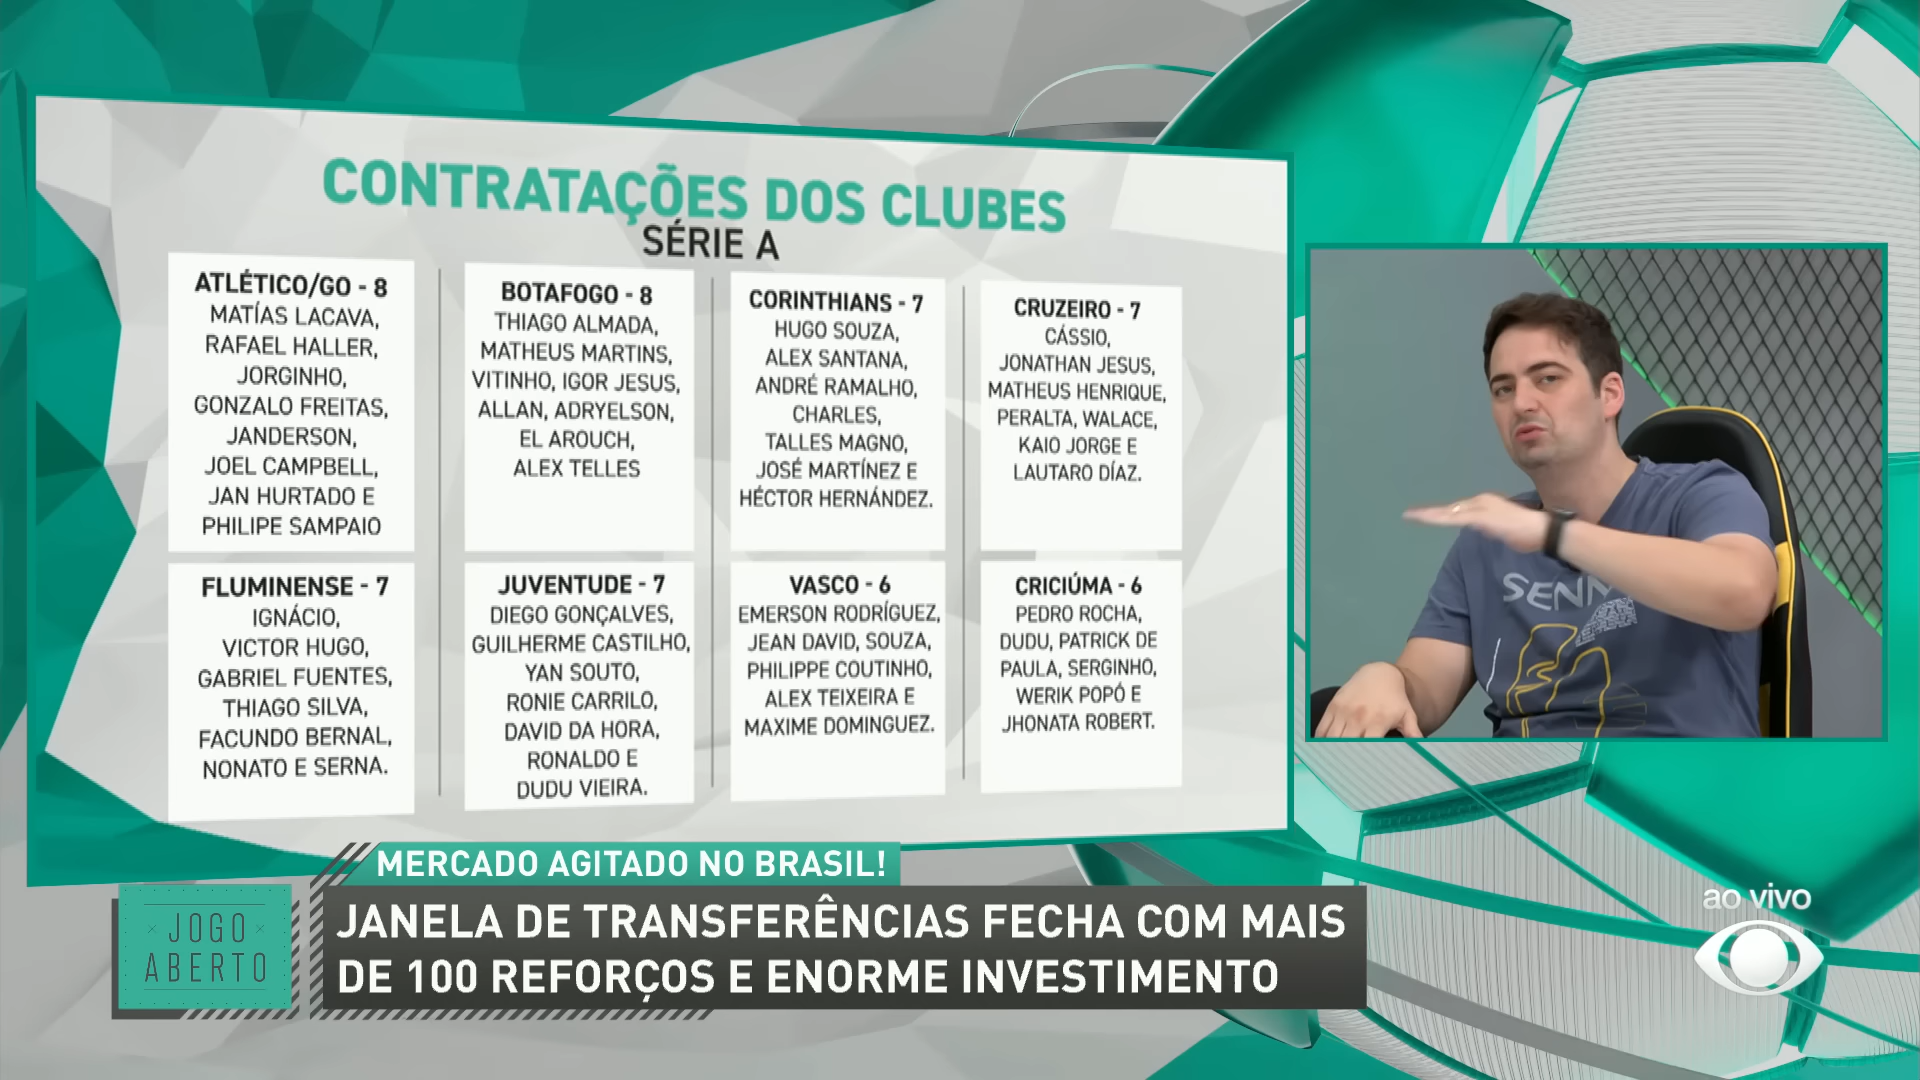 CONTRATAÇÕES DOS CLUBES
SÉRIE A
ATLÉTICO/GO - 8
MATÍAS LACAVA,
RAFAEL HALLER,
JORGINHO,
GONZALO FREITAS,
JANDERSON,
JOEL CAMPBELL,
JAN HURTADO E
PHILIPE SAMPAIO
BOTAFOGO - 8
THIAGO ALMADA,
MATHEUS MARTINS,
VITINHO, IGOR JESUS,
ALLAN, ADRYELSON,
EL AROUCH,
ALEX TELLES
CORINTHIANS - 7
HUGO SOUZA,
ALEX SANTANA,
ANDRÉ RAMALHO,
CHARLES,
TALLES MAGNO,
JOSÉ MARTÍNEZ E
HÉCTOR HERNÁNDEZ.
CRUZEIRO - 7
CÁSSIO,
JONATHAN JESUS,
MATHEUS HENRIQUE,
PERALTA, WALACE,
KAIO JORGE E
LAUTARO DÍAZ.
FLUMINENSE - 7
IGNÁCIO,
VICTOR HUGO,
GABRIEL FUENTES,
THIAGO SILVA,
FACUNDO BERNAL,
NONATO E SERNA.
JUVENTUDE - 7
DIEGO GONÇALVES,
GUILHERME CASTILHO,
YAN SOUTO,
RONIE CARRILO,
DAVID DA HORA,
RONALDO E
DUDU VIEIRA.
VASCO - 6
EMERSON RODRÍGUEZ,
JEAN DAVID, SOUZA,
PHILIPPE COUTINHO,
ALEX TEIXEIRA E
MAXIME DOMINGUEZ.
CRICIÚMA - 6
PEDRO ROCHA,
DUDU, PATRICK DE
PAULA, SERGINHO,
WERIK POPÓ E
JHONATA ROBERT.
SENN
MERCADO AGITADO NO BRASIL!
JOGO
ABERTO
JANELA DE TRANSFERÊNCIAS FECHA COM MAIS
DE 100 REFORÇOS E ENORME INVESTIMENTO
ao vivo